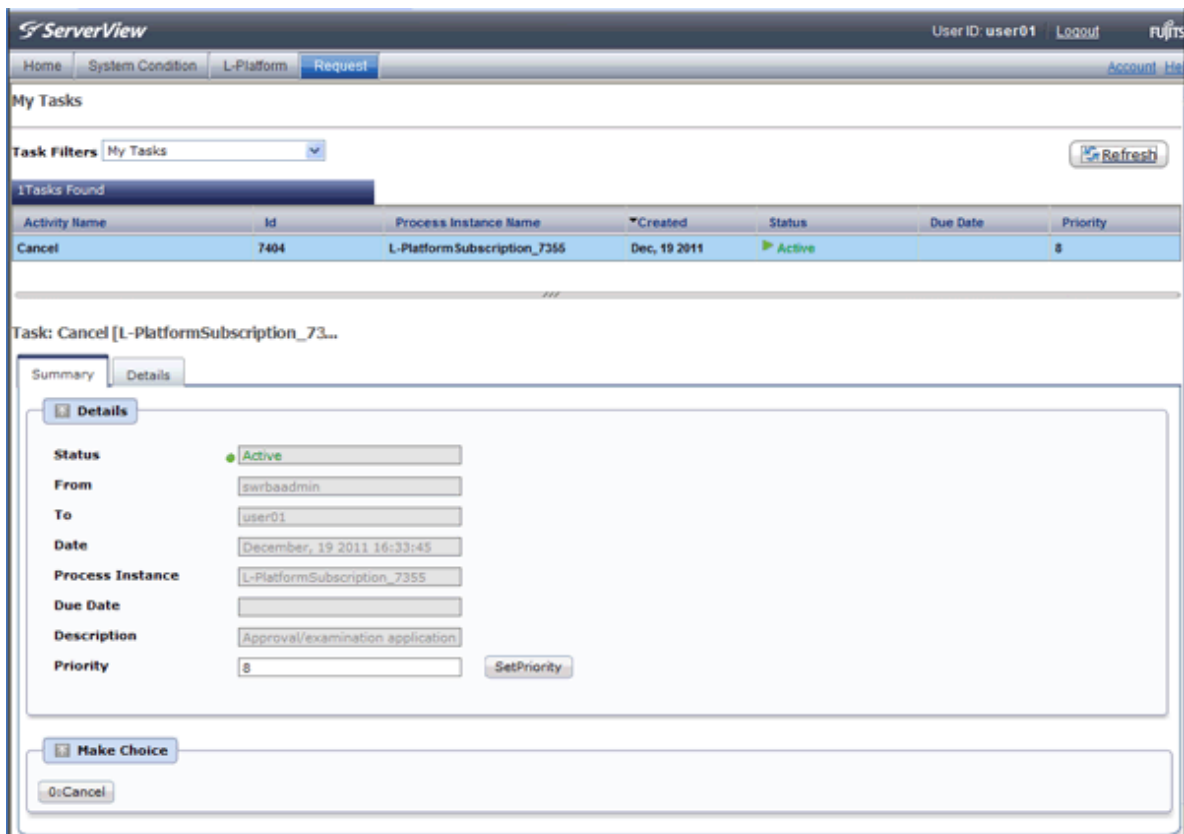 ServerView User ID: user01 Logout
Home System Condition L-Platform Request Account
My Tasks
Task Filters My Tasks Refresh
1Tasks Found
Activity Name Id Process Instance Name Created Status Due Date Priority
Cancel 7404 L-PlatformSubscription_7355 Dec, 19 2011 Active 8
Task: Cancel [L-PlatformSubscription_73...
Summary Details
Details
Status Active
From swrbaadmin
To user01
Date December, 19 2011 16:33:45
Process Instance L-PlatformSubscription_7355
Due Date
Description Approval/examination application
Priority 8 SetPriority
Make Choice
0:Cancel